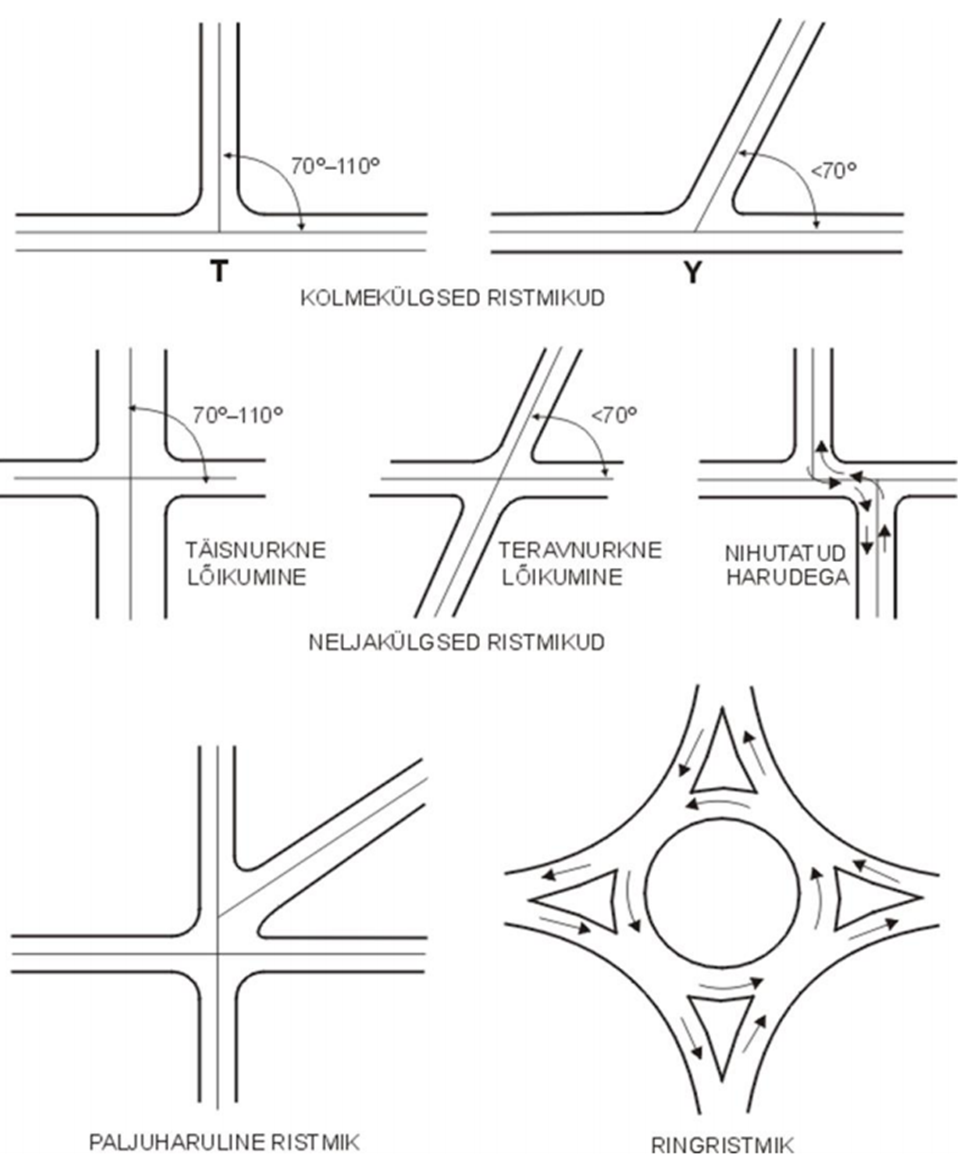 70°–110°
<70°
T
Y
KOLMEKÜLGSED RISTMIKUD
70°–110°
<70°
TÄISNURKNE
LÕIKUMINE
TERAVNURKNE
LÕIKUMINE
NIHUTATUD
HARUDEGA
NELJAKÜLGSED RISTMIKUD
PALJUHARULINE RISTMIK
RINGRISTMIK